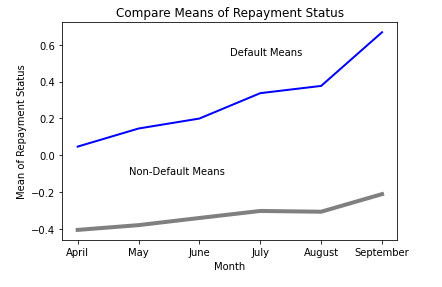 Compare Means of Repayment Status
Mean of Repayment Status
0.6
0.4
0.2
0.0
−0.2
−0.4
Default Means
Non-Default Means
April May June July August September
Month